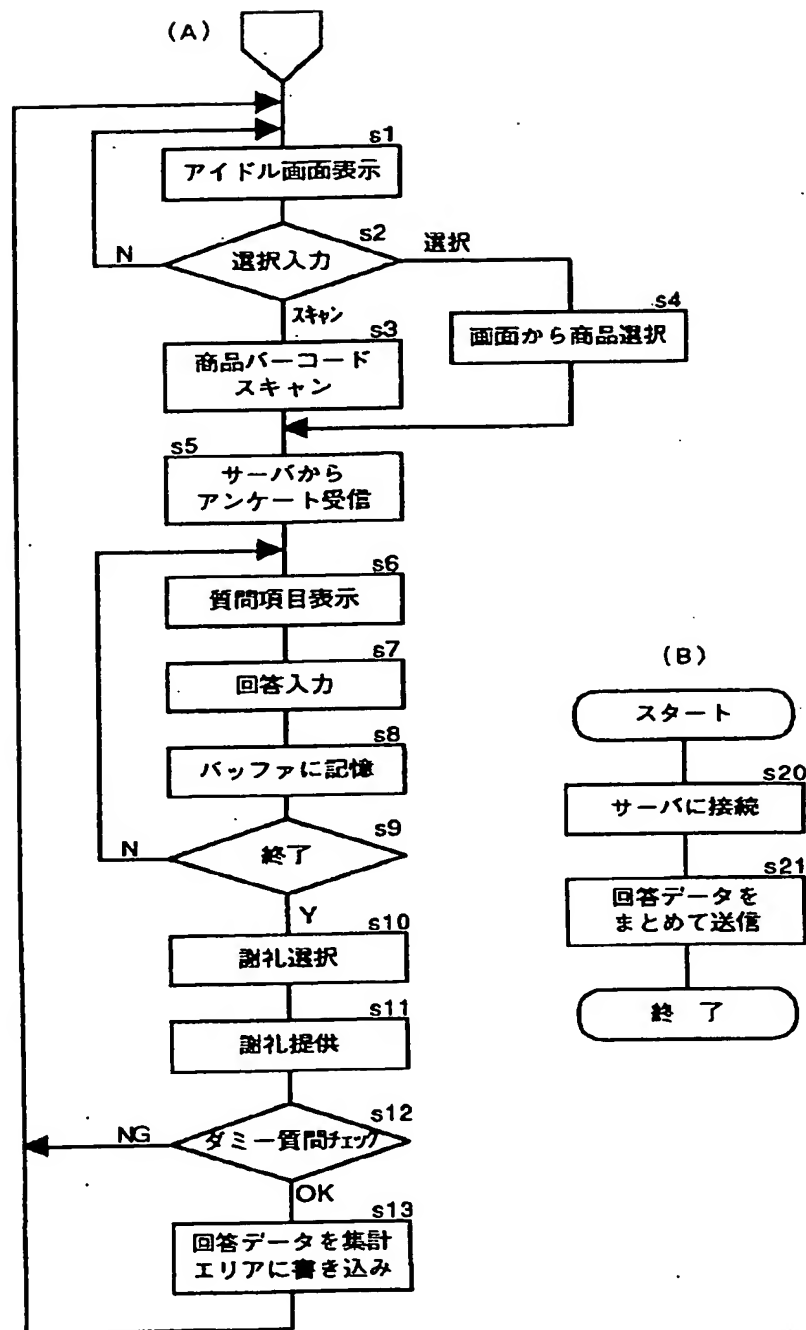 (A)
s1
アイドル画面表示
s2
選択入力
N
選択
スキャン
s3
商品バーコード
スキャン
s4
画面から商品選択
s5
サーバから
アンケート受信
s6
質問項目表示
s7
回答入力
s8
バッファに記憶
s9
終了
N
Y
s10
謝礼選択
s11
謝礼提供
s12
ダミー質問チェック
NG
OK
s13
回答データを集計
エリアに書き込み
(B)
スタート
s20
サーバに接続
s21
回答データを
まとめて送信
終 了